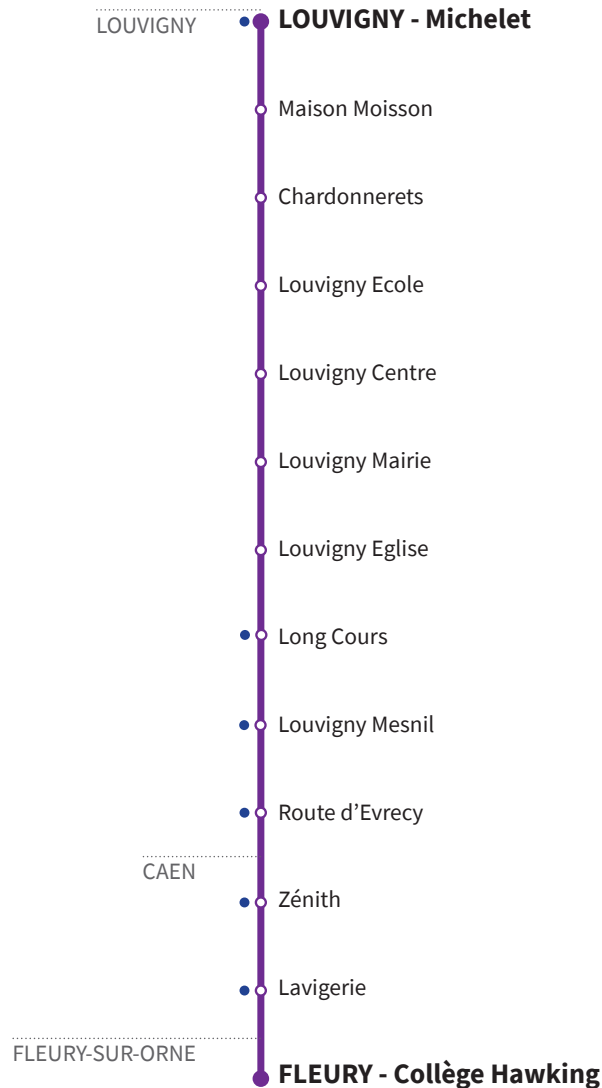 LOUVIGNY
LOUVIGNY - Michelet
Maison Moisson
Chardonnerets
Louvigny Ecole
Louvigny Centre
Louvigny Mairie
Louvigny Eglise
Long Cours
Louvigny Mesnil
Route d’Evrecy
CAEN
Zénith
Lavigerie
FLEURY-SUR-ORNE
FLEURY - Collège Hawking